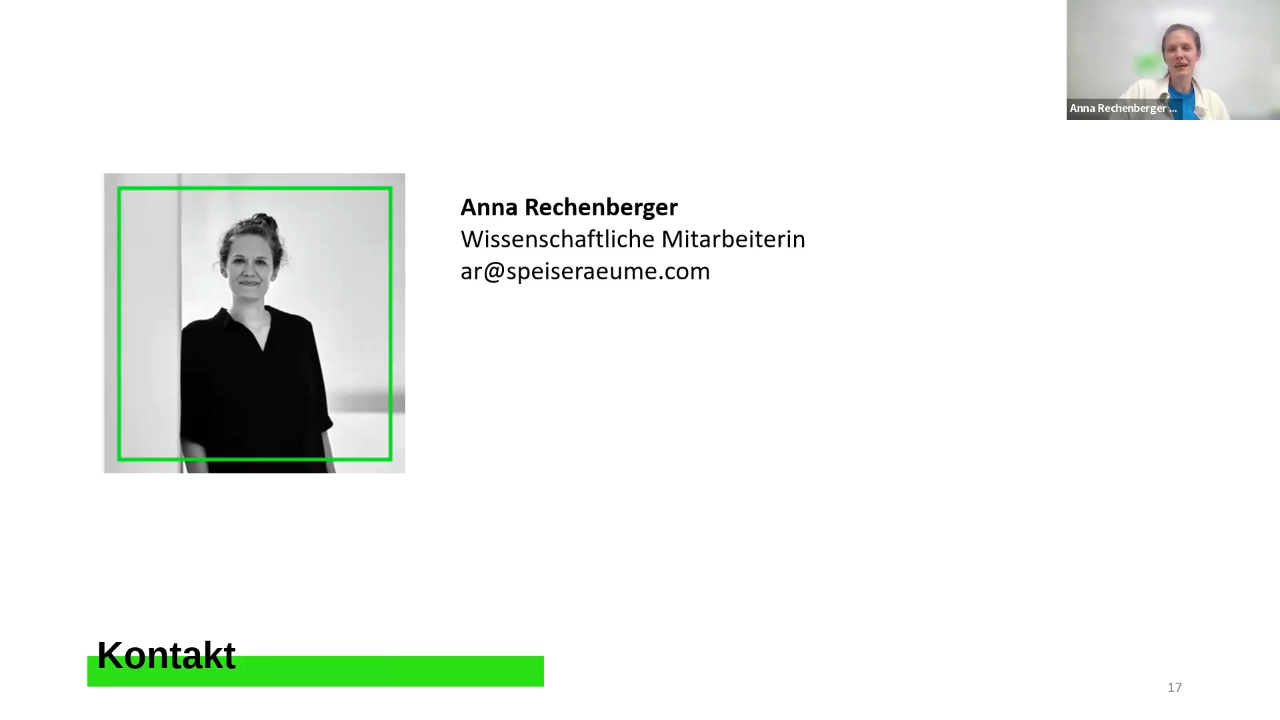 Anna Rechenberger ...
Anna Rechenberger
Wissenschaftliche Mitarbeiterin
ar@speiseraeume.com
Kontakt
17